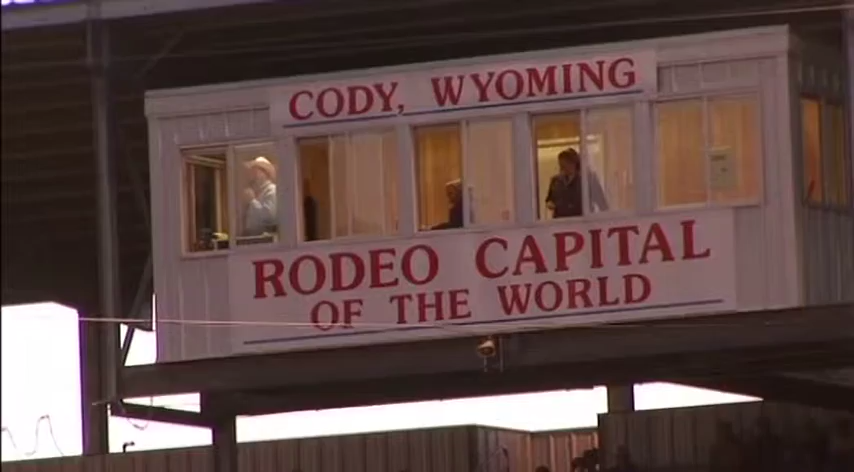 CODY, WYOMING
RODEO CAPITAL
OF THE WORLD